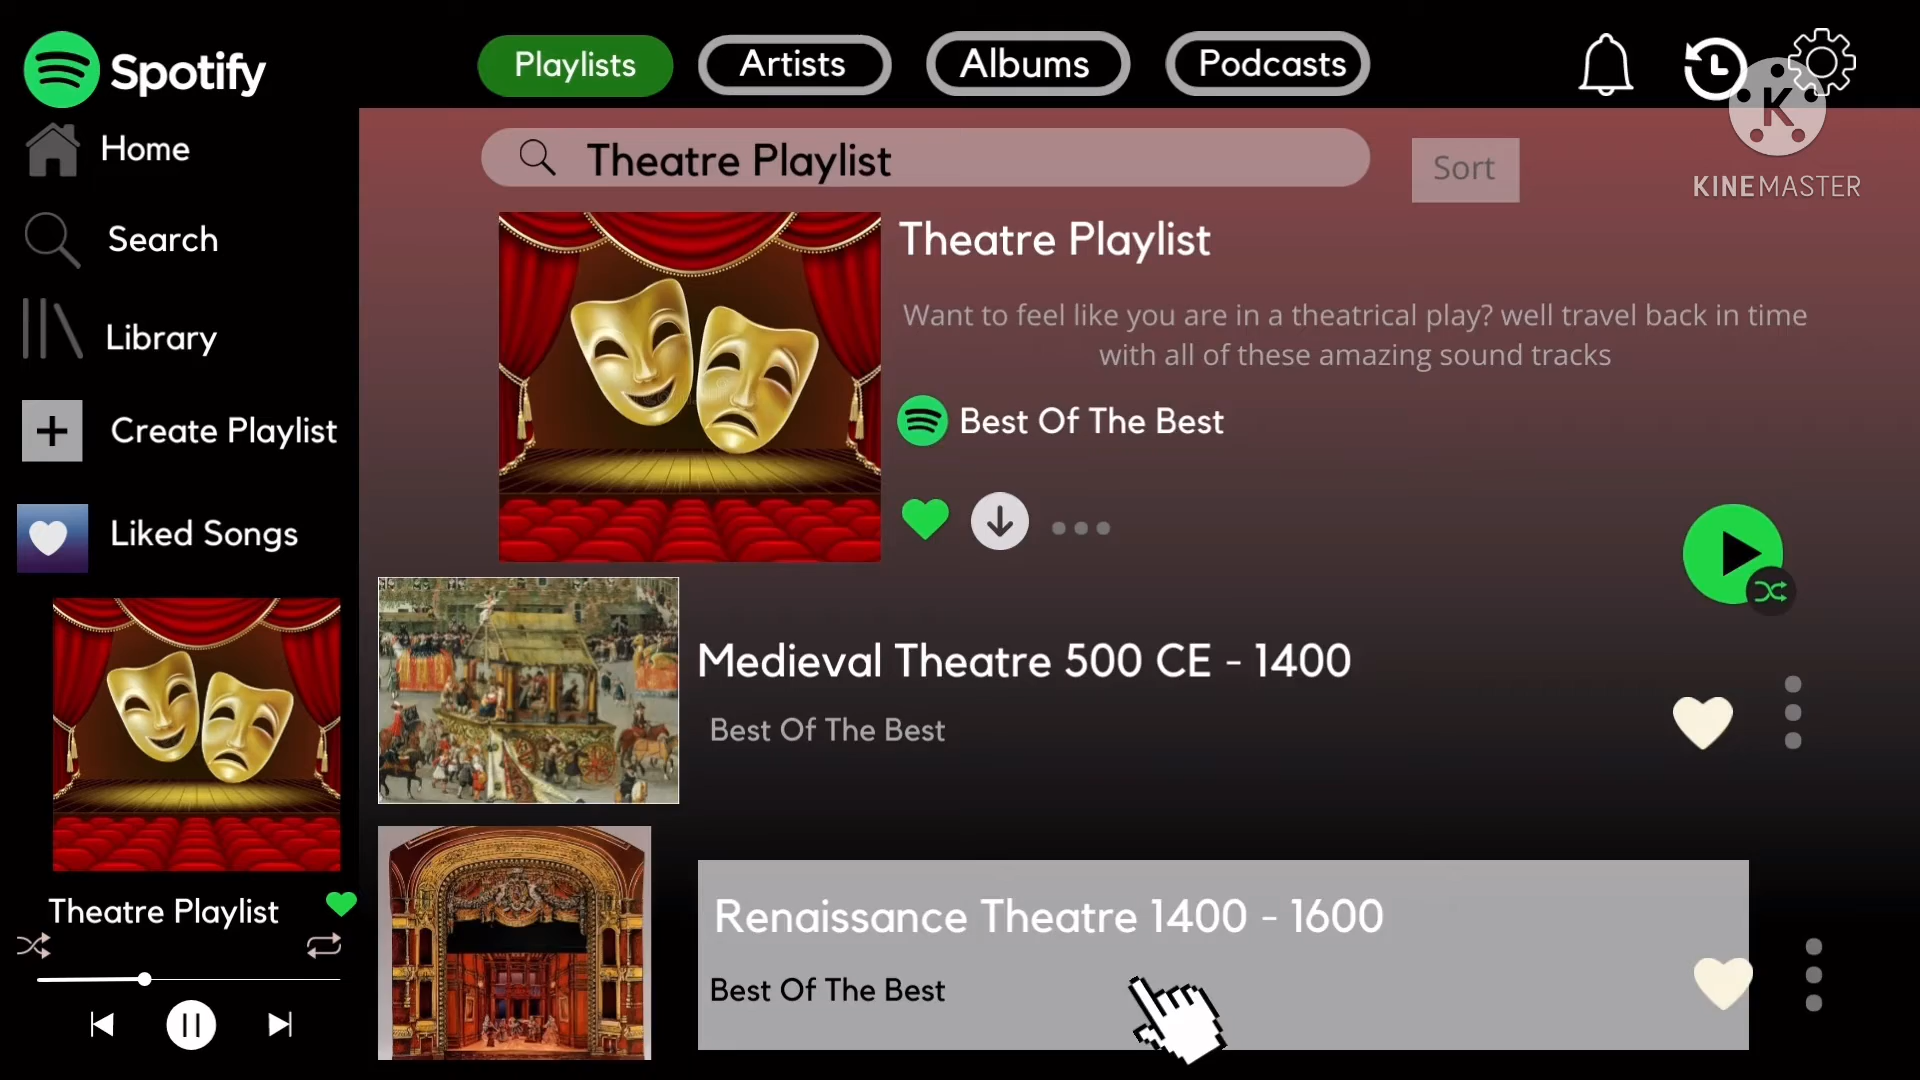 Spotify
Playlists
Artists
Albums
Podcasts
K
KINEMASTER
Home
Search
Library
Create Playlist
Liked Songs
Theatre Playlist
Theatre Playlist
Sort
Theatre Playlist
Want to feel like you are in a theatrical play? well travel back in time
with all of these amazing sound tracks
Best Of The Best
Medieval Theatre 500 CE - 1400
Best Of The Best
Renaissance Theatre 1400 - 1600
Best Of The Best